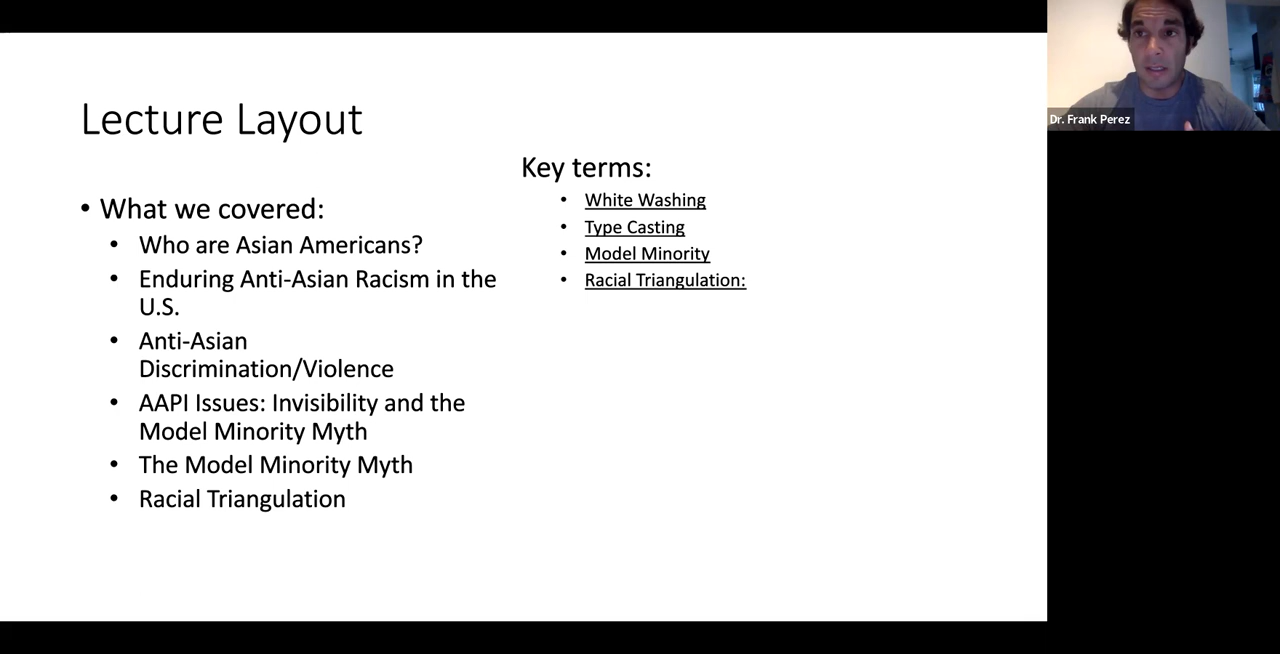 Lecture Layout
• What we covered:
• Who are Asian Americans?
• Enduring Anti-Asian Racism in the
U.S.
• Anti-Asian
Discrimination/Violence
• AAPI Issues: Invisibility and the
Model Minority Myth
• The Model Minority Myth
• Racial Triangulation
Key terms:
• White Washing
• Type Casting
• Model Minority
• Racial Triangulation:
Dr. Frank Perez